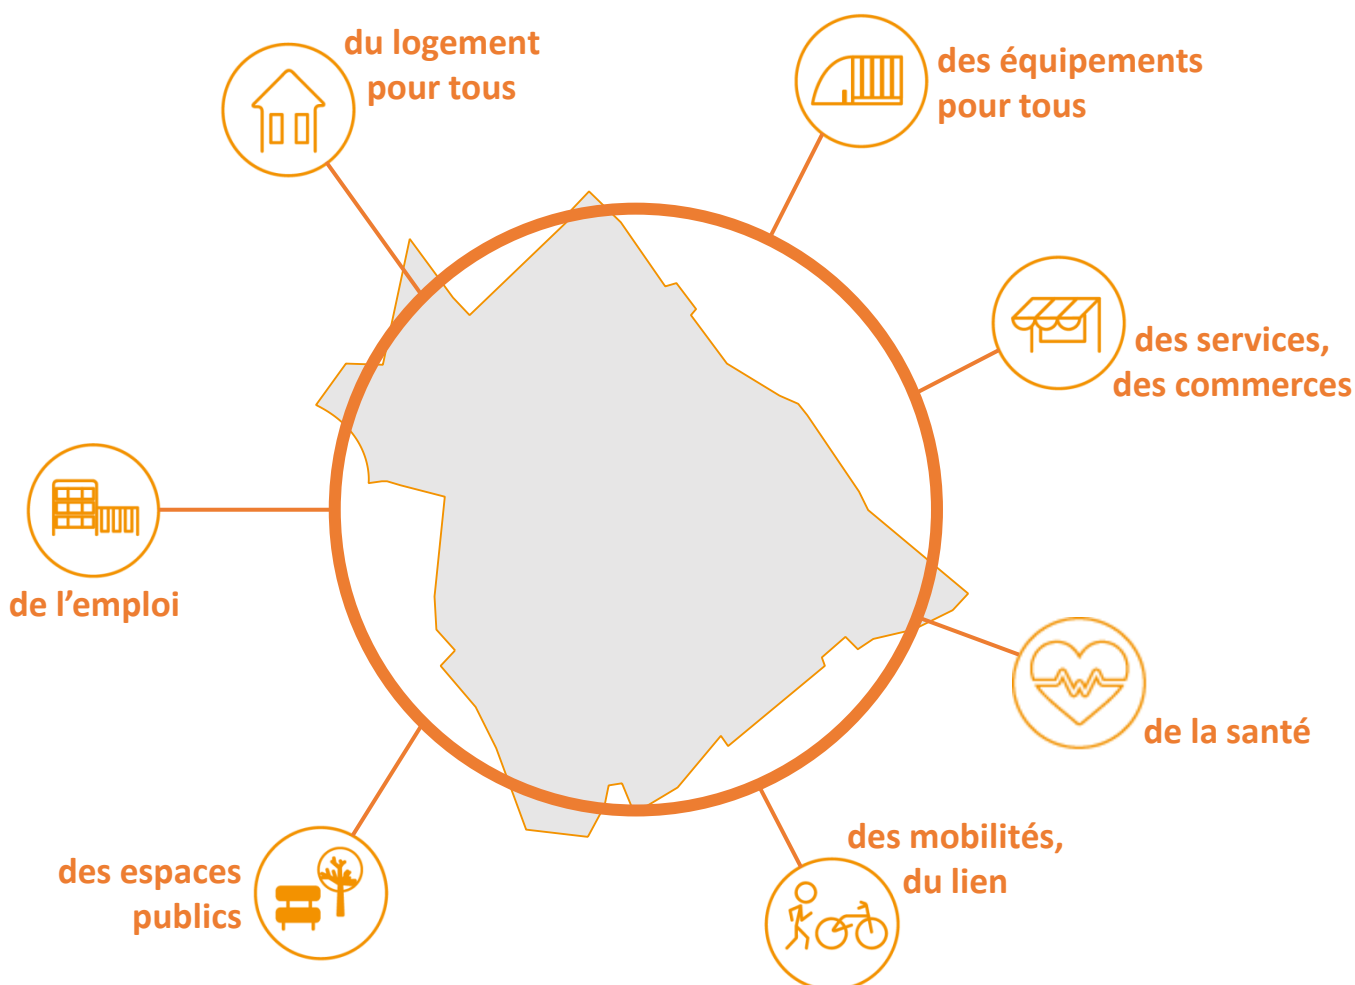 du logement
pour tous
des équipements
pour tous
des services,
des commerces
de l’emploi
de la santé
des espaces
publics
des mobilités,
du lien